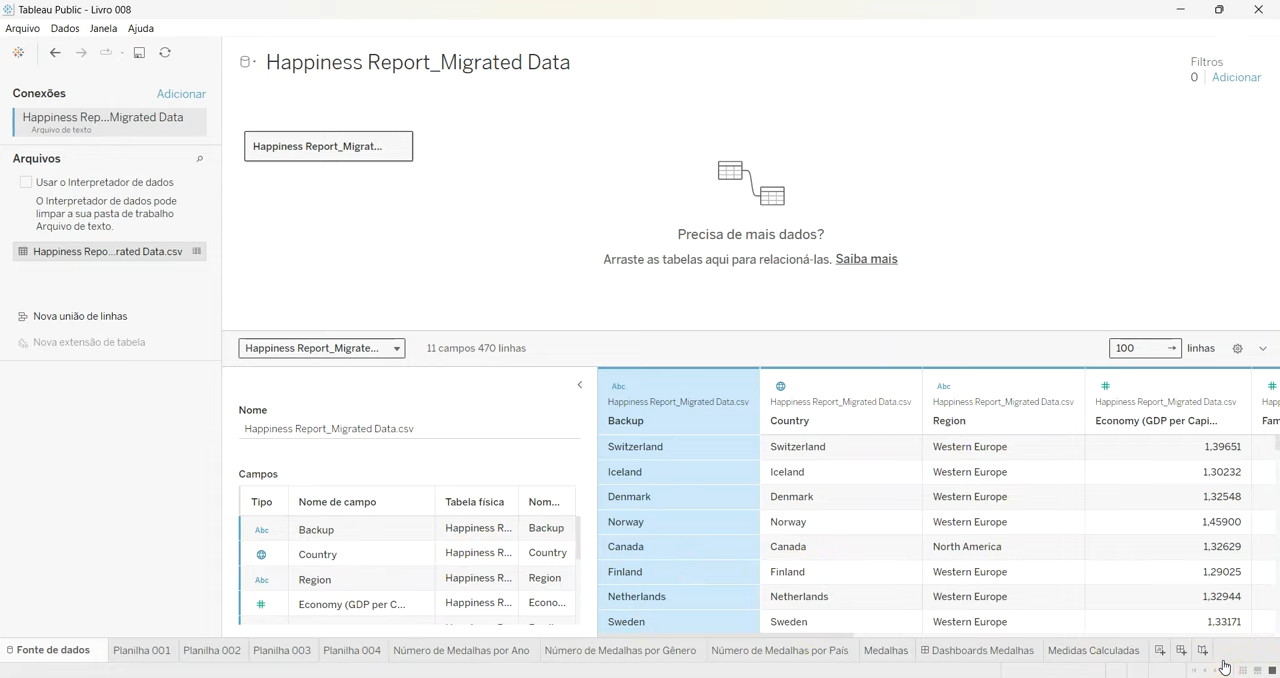 Tableau Public - Livro 008
Arquivo Dados Janela Ajuda
Conexões Adicionar
Happiness Rep...Migrated Data
Arquivo de texto
Arquivos
Usar o Interpretador de dados
O Interpretador de dados pode
limpar a sua pasta de trabalho
Arquivo de texto.
Happiness Repo...rated Data.csv
Nova união de linhas
Nova extensão de tabela
Happiness Report_Migrated Data
Filtros
0 Adicionar
Happiness Report_Migrat...
Precisa de mais dados?
Arraste as tabelas aqui para relacioná-las. Saiba mais
Happiness Report_Migrate... 11 campos 470 linhas 100 → linhas
Nome
Happiness Report_Migrated Data.csv
Campos
Tipo Nome de campo Tabela física Nom...
Abc Backup Happiness R... Backup
Country Happiness R... Country
Abc Region Happiness R... Region
# Economy (GDP per C... Happiness R... Econo...
Abc Abc # #
Happiness Report_Migrated Data.csv Happiness Report_Migrated Data.csv Happiness Report_Migrated Data.csv Happiness Report_Migrated Data.csv Happ
Backup Country Region Economy (GDP per Capi... Fam
Switzerland Switzerland Western Europe 1,39651
Iceland Iceland Western Europe 1,30232
Denmark Denmark Western Europe 1,32548
Norway Norway Western Europe 1,45900
Canada Canada North America 1,32629
Finland Finland Western Europe 1,29025
Netherlands Netherlands Western Europe 1,32944
Sweden Sweden Western Europe 1,33171
Fonte de dados Planilha 001 Planilha 002 Planilha 003 Planilha 004 Número de Medalhas por Ano Número de Medalhas por Gênero Número de Medalhas por País Medalhas Dashboards Medalhas Medidas Calculadas